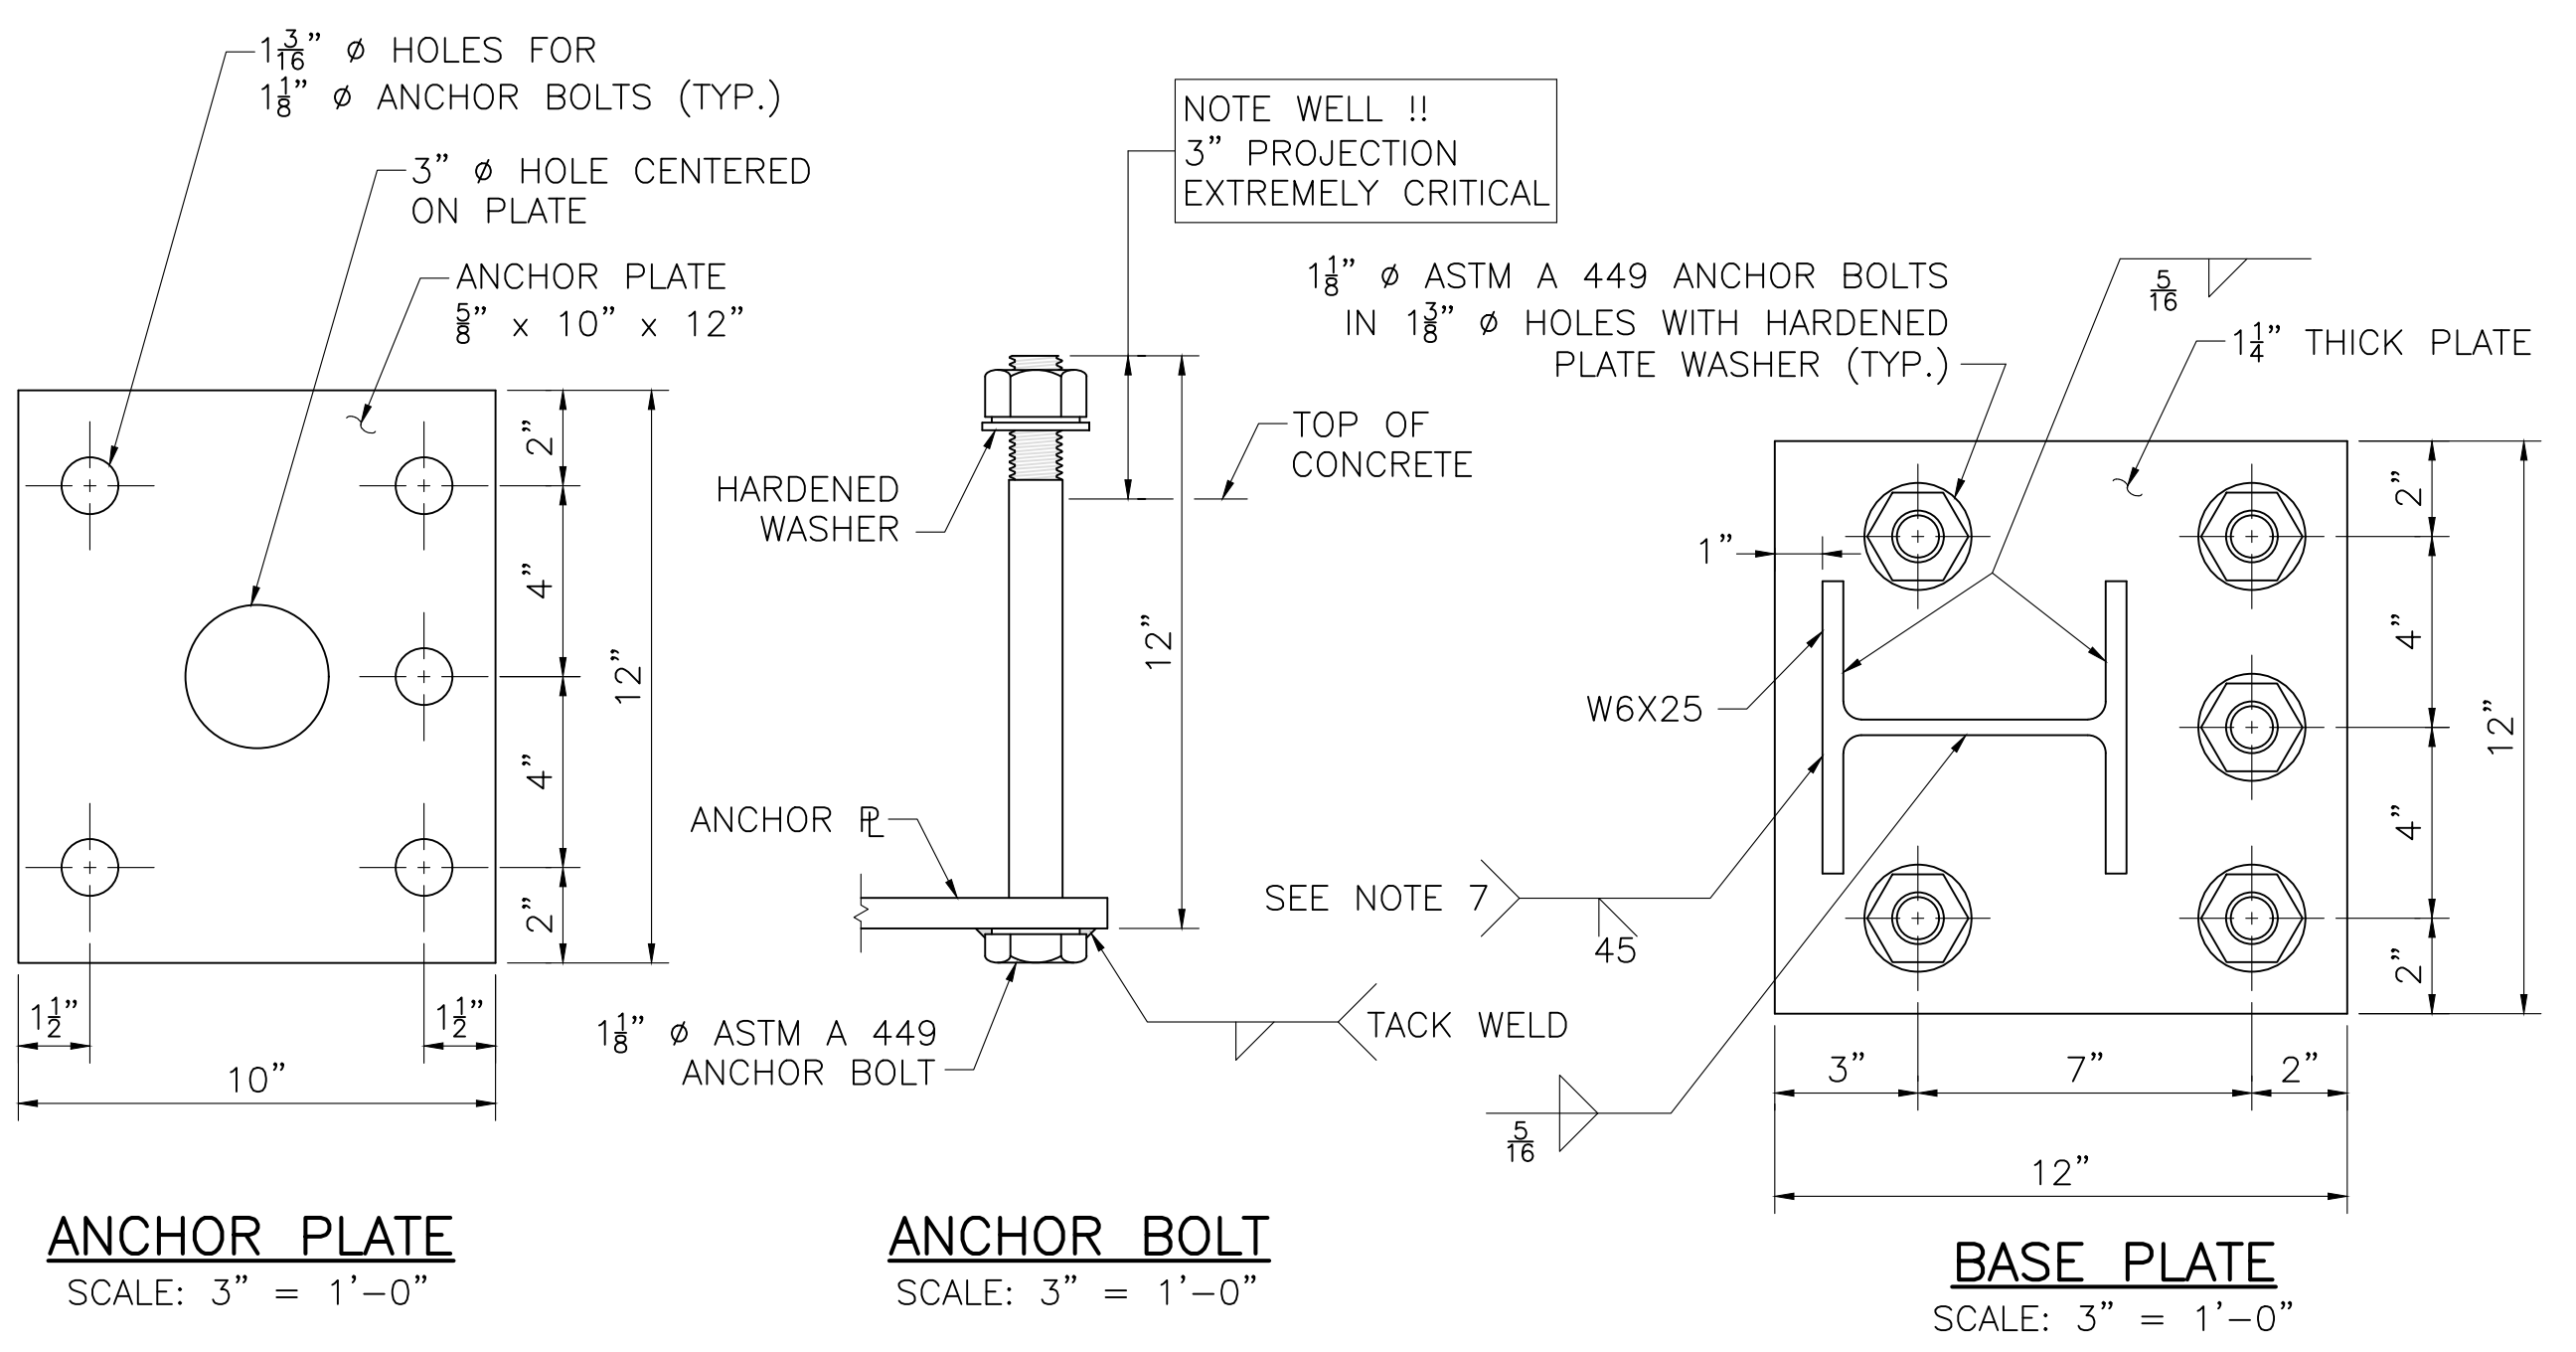 1 3/16” ø HOLES FOR
1 1/8” ø ANCHOR BOLTS (TYP.)
3” ø HOLE CENTERED
ON PLATE
ANCHOR PLATE
5/8” x 10” x 12”
2”
4”
4”
2”
12”
1 1/2”
1 1/2”
10”
ANCHOR PLATE
SCALE: 3” = 1’-0”
NOTE WELL !!
3” PROJECTION
EXTREMELY CRITICAL
TOP OF
CONCRETE
HARDENED
WASHER
12”
ANCHOR PL
1 1/8” ø ASTM A 449
ANCHOR BOLT
TACK WELD
ANCHOR BOLT
SCALE: 3” = 1’-0”
1 1/8” ø ASTM A 449 ANCHOR BOLTS
IN 1 3/8” ø HOLES WITH HARDENED
PLATE WASHER (TYP.)
5/16
1 1/4” THICK PLATE
1”
W6X25
SEE NOTE 7
45
5/16
2”
4”
4”
2”
12”
3”
7”
2”
12”
BASE PLATE
SCALE: 3” = 1’-0”